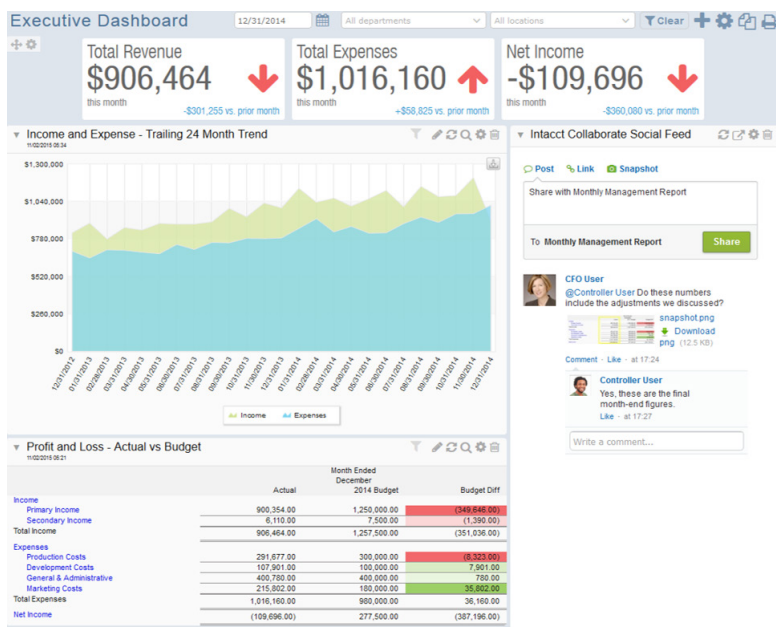 Executive Dashboard
12/31/2014
All departments
All locations
Clear
Total Revenue
$906,464
this month
-$301,255 vs. prior month
Total Expenses
$1,016,160
this month
+$58,825 vs. prior month
Net Income
-$109,696
this month
-$360,080 vs. prior month
Income and Expense - Trailing 24 Month Trend
11/02/2015 05:34
$1,300,000
$1,040,000
$780,000
$520,000
$260,000
$0
12/31/2012 01/31/2013 02/28/2013 03/31/2013 04/30/2013 05/31/2013 06/30/2013 07/31/2013 08/31/2013 09/30/2013 10/31/2013 11/30/2013 12/31/2013 01/31/2014 02/28/2014 03/31/2014 04/30/2014 05/31/2014 06/30/2014 07/31/2014 08/31/2014 09/30/2014 10/31/2014 11/30/2014 12/31/2014
Income Expenses
Profit and Loss - Actual vs Budget
11/02/2015 05:21
Month Ended
December
Actual 2014 Budget Budget Diff
Income
Primary Income 900,354.00 1,250,000.00 (349,646.00)
Secondary Income 6,110.00 7,500.00 (1,390.00)
Total Income 906,464.00 1,257,500.00 (351,036.00)
Expenses
Production Costs 291,677.00 300,000.00 (8,323.00)
Development Costs 107,901.00 100,000.00 7,901.00
General & Administrative 400,780.00 400,000.00 780.00
Marketing Costs 215,802.00 180,000.00 35,802.00
Total Expenses 1,016,160.00 980,000.00 36,160.00
Net Income (109,696.00) 277,500.00 (387,196.00)
Intacct Collaborate Social Feed
Post Link Snapshot
Share with Monthly Management Report
To Monthly Management Report
Share
CFO User
@Controller User Do these numbers
include the adjustments we discussed?
snapshot.png
Download
png (12.5 KB)
Comment · Like · at 17:24
Controller User
Yes, these are the final
month-end figures.
Like · at 17:27
Write a comment...